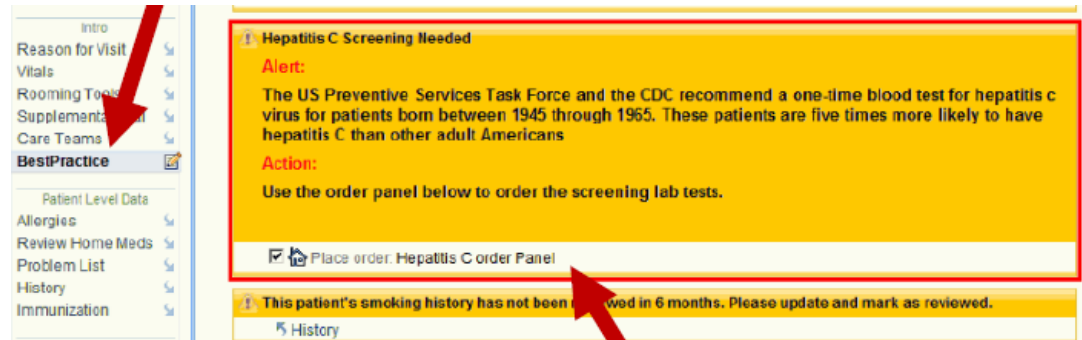 Intro
Reason for Visit
Vitals
Rooming Tools
Supplemental
Care Teams
BestPractice
Patient Level Data
Allergies
Review Home Meds
Problem List
History
Immunization
Hepatitis C Screening Needed
Alert:
The US Preventive Services Task Force and the CDC recommend a one-time blood test for hepatitis c
virus for patients born between 1945 through 1965. These patients are five times more likely to have
hepatitis C than other adult Americans
Action:
Use the order panel below to order the screening lab tests.
Place order: Hepatitis C order Panel
This patient's smoking history has not been in 6 months. Please update and mark as reviewed.
History